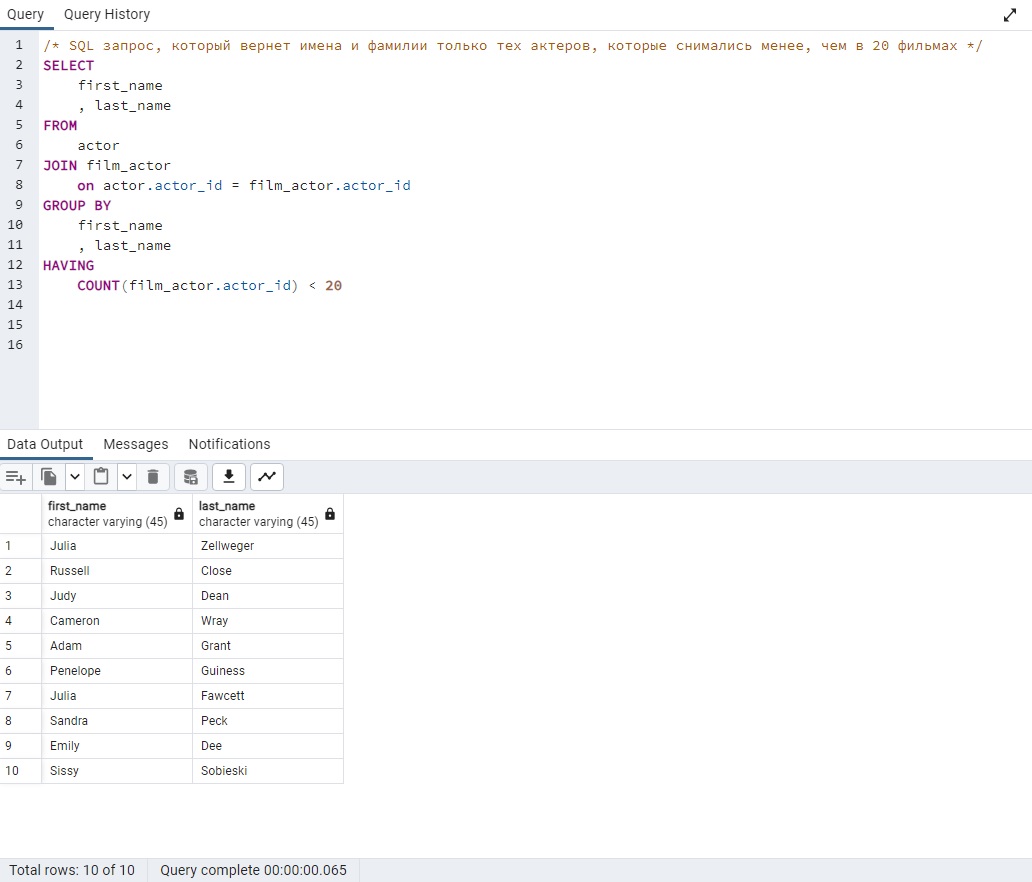 Query Query History
1 /* SQL запрос, который вернет имена и фамилии только тех актеров, которые снимались менее, чем в 20 фильмах */
2 SELECT
3 first_name
4 , last_name
5 FROM
6 actor
7 JOIN film_actor
8 on actor.actor_id = film_actor.actor_id
9 GROUP BY
10 first_name
11 , last_name
12 HAVING
13 COUNT(film_actor.actor_id) < 20
14
15
16
Data Output Messages Notifications
first_name last_name
character varying (45) character varying (45)
1 Julia Zellweger
2 Russell Close
3 Judy Dean
4 Cameron Wray
5 Adam Grant
6 Penelope Guiness
7 Julia Fawcett
8 Sandra Peck
9 Emily Dee
10 Sissy Sobieski
Total rows: 10 of 10 Query complete 00:00:00.065